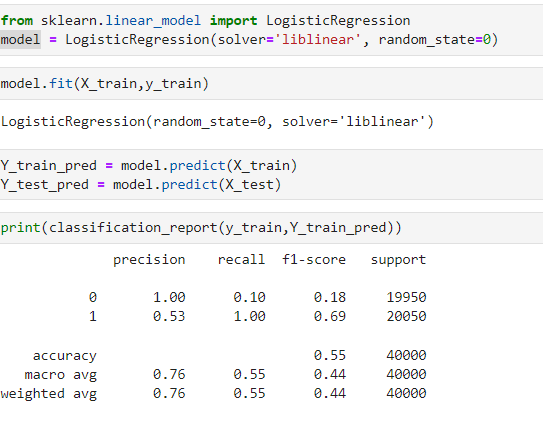 from sklearn.linear_model import LogisticRegression
model = LogisticRegression(solver='liblinear', random_state=0)
model.fit(X_train,y_train)
LogisticRegression(random_state=0, solver='liblinear')
Y_train_pred = model.predict(X_train)
Y_test_pred = model.predict(X_test)
print(classification_report(y_train,Y_train_pred))
precision recall f1-score support
0 1.00 0.10 0.18 19950
1 0.53 1.00 0.69 20050
accuracy 0.55 40000
macro avg 0.76 0.55 0.44 40000
weighted avg 0.76 0.55 0.44 40000